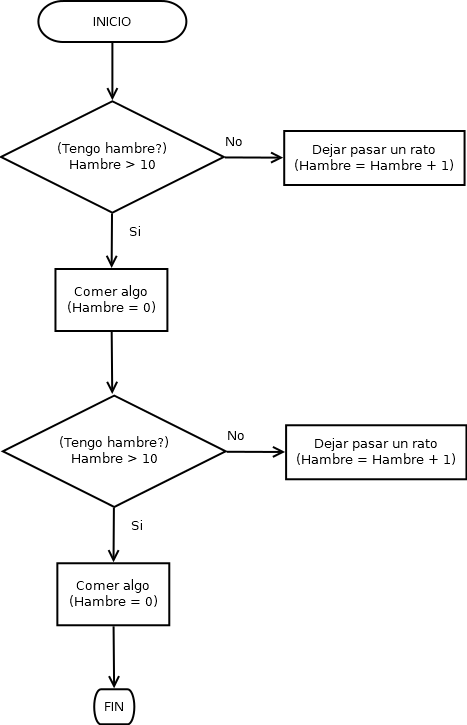 INICIO
(Tengo hambre?)
Hambre > 10
No
Dejar pasar un rato
(Hambre = Hambre + 1)
Si
Comer algo
(Hambre = 0)
(Tengo hambre?)
Hambre > 10
No
Dejar pasar un rato
(Hambre = Hambre + 1)
Si
Comer algo
(Hambre = 0)
FIN